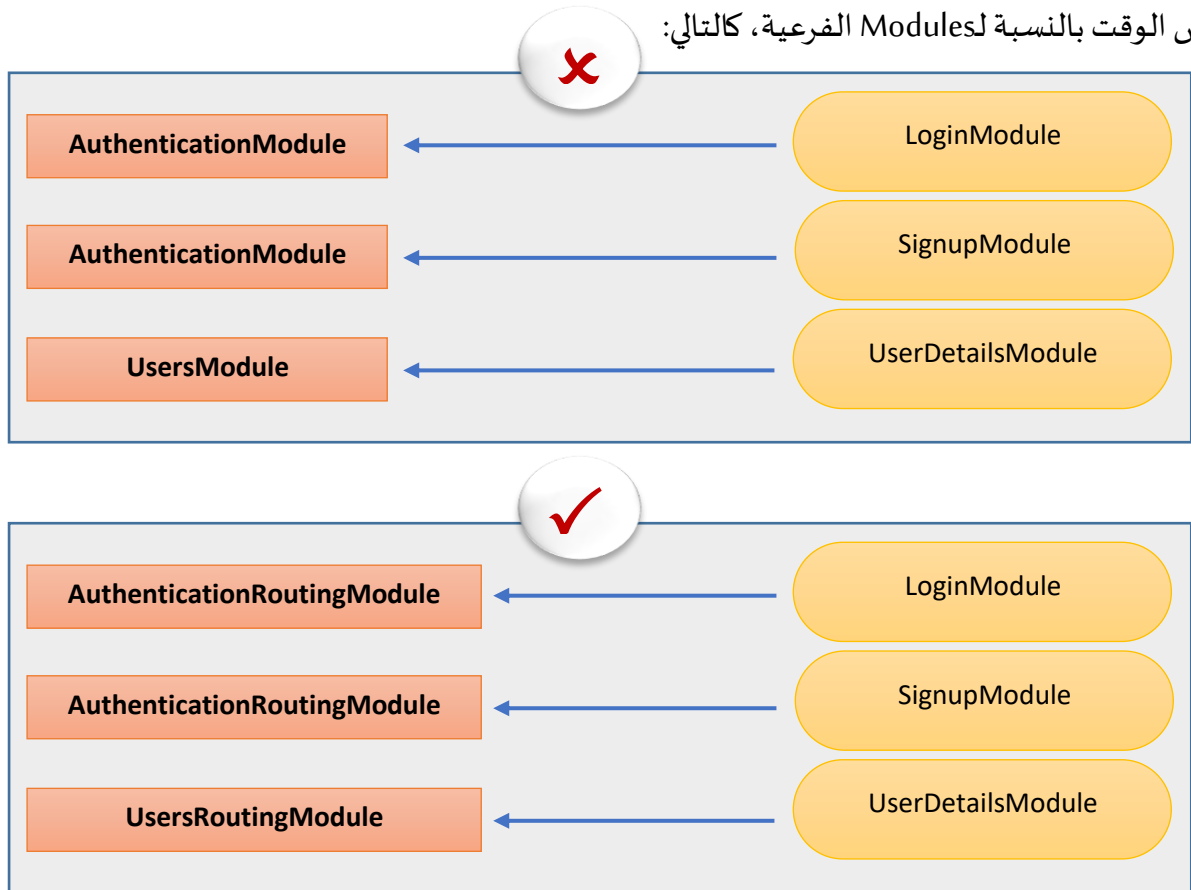 الوقت بالنسبة لـModules الفرعية، كالتالي:
LoginModule
AuthenticationModule
SignupModule
AuthenticationModule
UserDetailsModule
UsersModule
LoginModule
AuthenticationRoutingModule
SignupModule
AuthenticationRoutingModule
UserDetailsModule
UsersRoutingModule